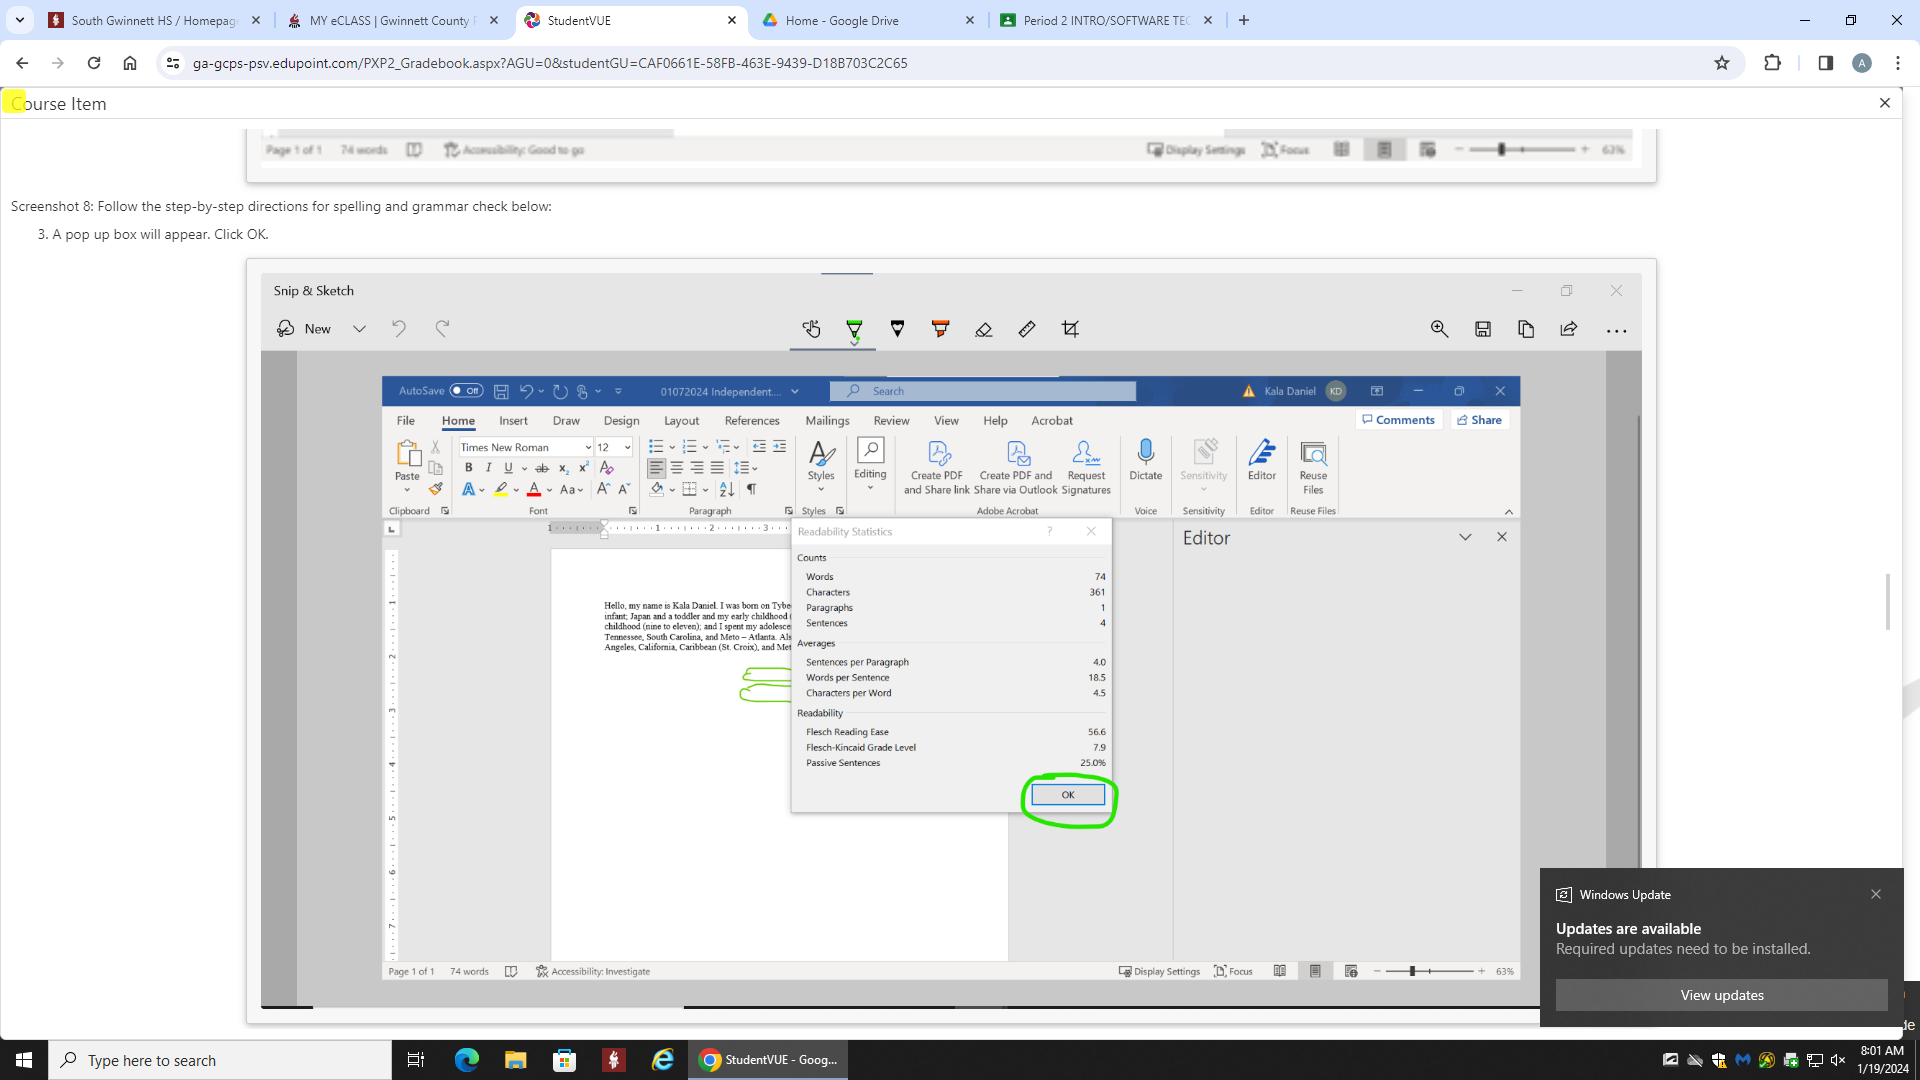 South Gwinnett HS / Homepage
MY eCLASS | Gwinnett County P
StudentVUE
Home - Google Drive
Period 2 INTRO/SOFTWARE TEC
ga-gcps-psv.edupoint.com/PXP2_Gradebook.aspx?AGU=0&studentGU=CAF0661E-58FB-463E-9439-D18B703C2C65
A
Course Item
Page 1 of 1 74 words Accessibility: Good to go Display Settings Focus 63%
Screenshot 8: Follow the step-by-step directions for spelling and grammar check below:
3. A pop up box will appear. Click OK.
Snip & Sketch
New
AutoSave Off 01072024 Independent.... Search Kala Daniel KD
File Home Insert Draw Design Layout References Mailings Review View Help Acrobat Comments Share
Times New Roman 12
Paste
Styles
Editing
Create PDF and Share link
Create PDF and Share via Outlook
Request Signatures
Dictate
Sensitivity
Editor
Reuse Files
Clipboard Font Paragraph Styles Adobe Acrobat Voice Sensitivity Editor Reuse Files
Readability Statistics ?
Counts
Words 74
Characters 361
Paragraphs 1
Sentences 4
Averages
Sentences per Paragraph 4.0
Words per Sentence 18.5
Characters per Word 4.5
Readability
Flesch Reading Ease 56.6
Flesch-Kincaid Grade Level 7.9
Passive Sentences 25.0%
OK
Editor
Hello, my name is Kala Daniel. I was born on Tybe
infant; Japan and a toddler and my early childhood (
childhood (nine to eleven); and I spent my adolesce
Tennessee, South Carolina, and Meto – Atlanta. Als
Angeles, California, Caribbean (St. Croix), and Met
Page 1 of 1 74 words Accessibility: Investigate Display Settings Focus 63%
Windows Update
Updates are available
Required updates need to be installed.
View updates
de
Type here to search
StudentVUE - Goog...
8:01 AM
1/19/2024